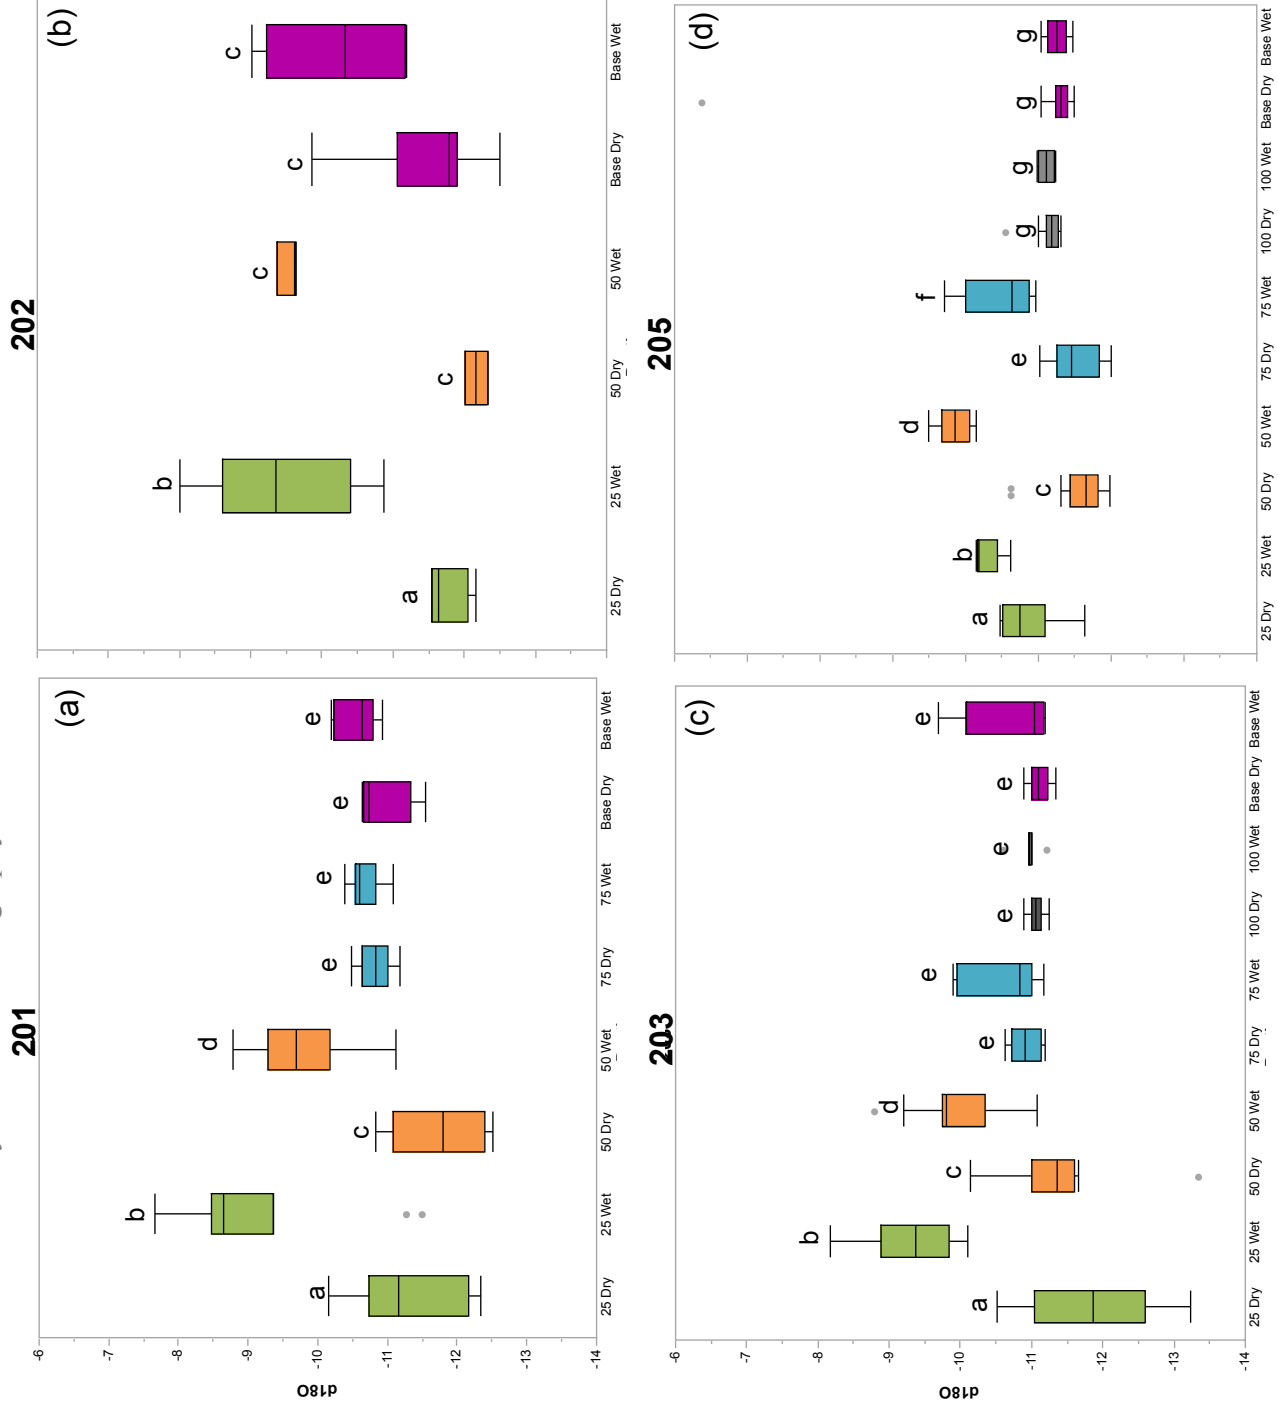 201
(a)
d18O
-6
-7
-8
-9
-10
-11
-12
-13
-14
a
b
c
d
e
e
e
e
25 Dry
25 Wet
50 Dry
50 Wet
75 Dry
75 Wet
Base Dry
Base Wet
202
(b)
a
b
c
c
c
c
25 Dry
25 Wet
50 Dry
50 Wet
Base Dry
Base Wet
203
(c)
d18O
-6
-7
-8
-9
-10
-11
-12
-13
-14
a
b
c
d
e
e
e
e
e
e
25 Dry
25 Wet
50 Dry
50 Wet
75 Dry
75 Wet
100 Dry
100 Wet
Base Dry
Base Wet
205
(d)
a
b
c
d
e
f
g
g
g
g
25 Dry
25 Wet
50 Dry
50 Wet
75 Dry
75 Wet
100 Dry
100 Wet
Base Dry
Base Wet